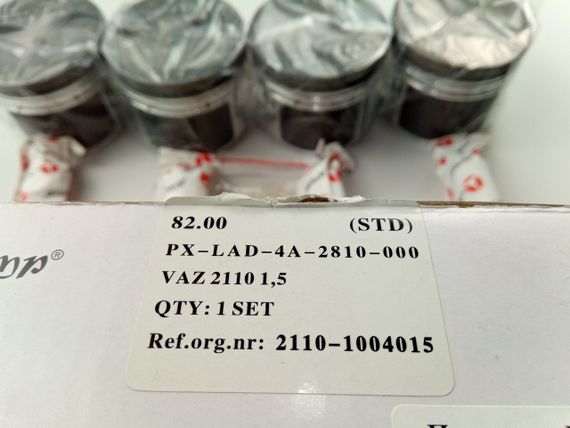 82.00 (STD)
PX-LAD-4A-2810-000
VAZ 2110 1,5
QTY: 1 SET
Ref.org.nr: 2110-1004015